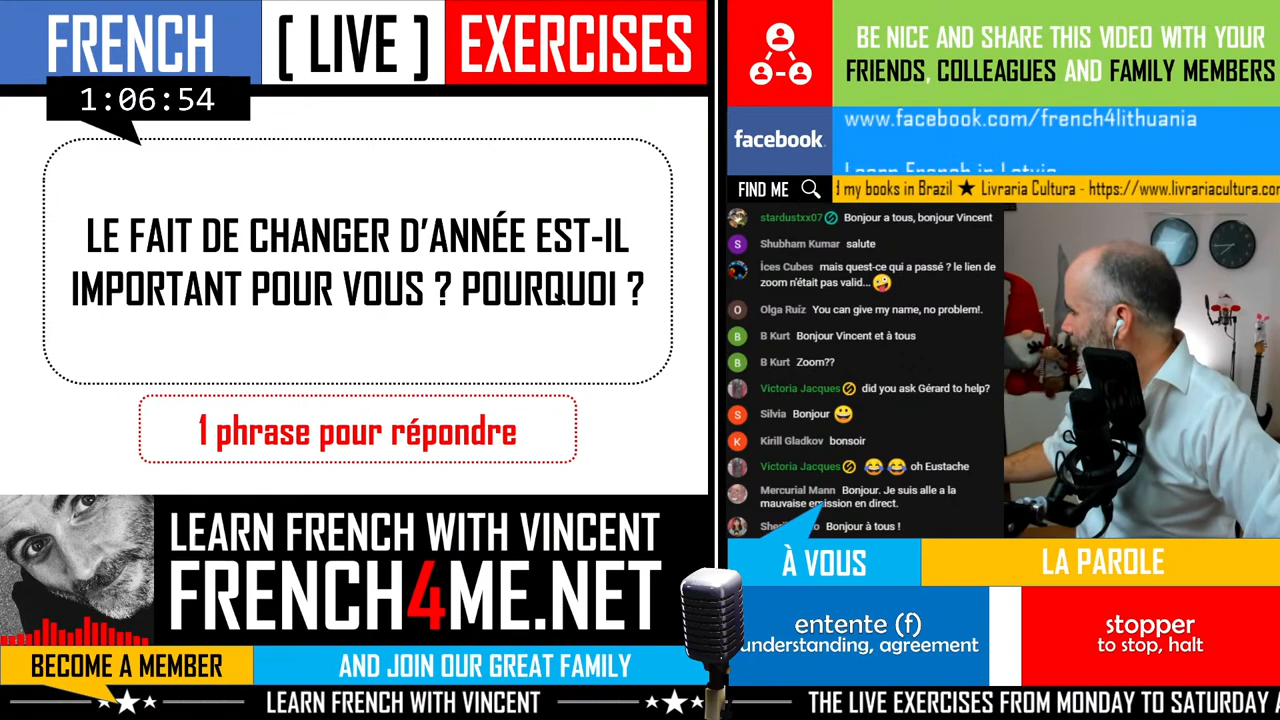 FRENCH
[ LIVE ]
EXERCISES
1:06:54
LE FAIT DE CHANGER D'ANNÉE EST-IL
IMPORTANT POUR VOUS ? POURQUOI ?
1 phrase pour répondre
LEARN FRENCH WITH VINCENT
FRENCH4ME.NET
BECOME A MEMBER
AND JOIN OUR GREAT FAMILY
BE NICE AND SHARE THIS VIDEO WITH YOUR
FRIENDS, COLLEAGUES AND FAMILY MEMBERS
facebook.
www.facebook.com/french4lithuania
Learn French in Latvia
FIND ME
my books in Brazil ★ Livraria Cultura - https://www.livrariacultura.com
stardustxx07 Bonjour a tous, bonjour Vincent
S Shubham Kumar salute
İces Cubes mais quest-ce qui a passé ? le lien de
zoom n'était pas valid... 🤪
O Olga Ruíz You can give my name, no problem!.
B B Kurt Bonjour Vincent et à tous
B B Kurt Zoom??
Victoria Jacques did you ask Gérard to help?
S Silvia Bonjour 😀
K Kirill Gladkov bonsoir
Victoria Jacques 😂 😂 oh Eustache
Mercurial Mann Bonjour. Je suis alle a la
mauvaise emission en direct.
Bonjour à tous !
À VOUS
LA PAROLE
entente (f)
understanding, agreement
stopper
to stop, halt
LEARN FRENCH WITH VINCENT
THE LIVE EXERCISES FROM MONDAY TO SATURDAY